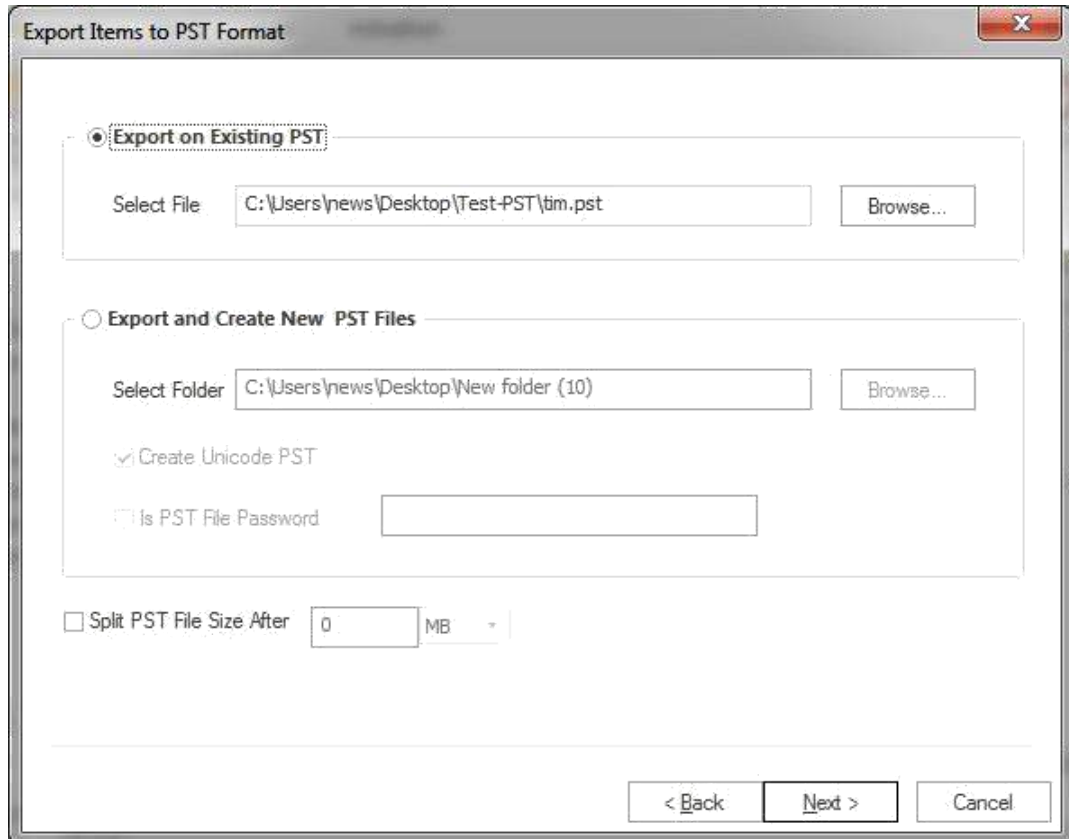 Export Items to PST Format
Export on Existing PST
Select File C:\Users\news\Desktop\Test-PST\tim.pst Browse...
Export and Create New PST Files
Select Folder C:\Users\news\Desktop\New folder (10) Browse...
Create Unicode PST
Is PST File Password
Split PST File Size After 0 MB
< Back Next > Cancel